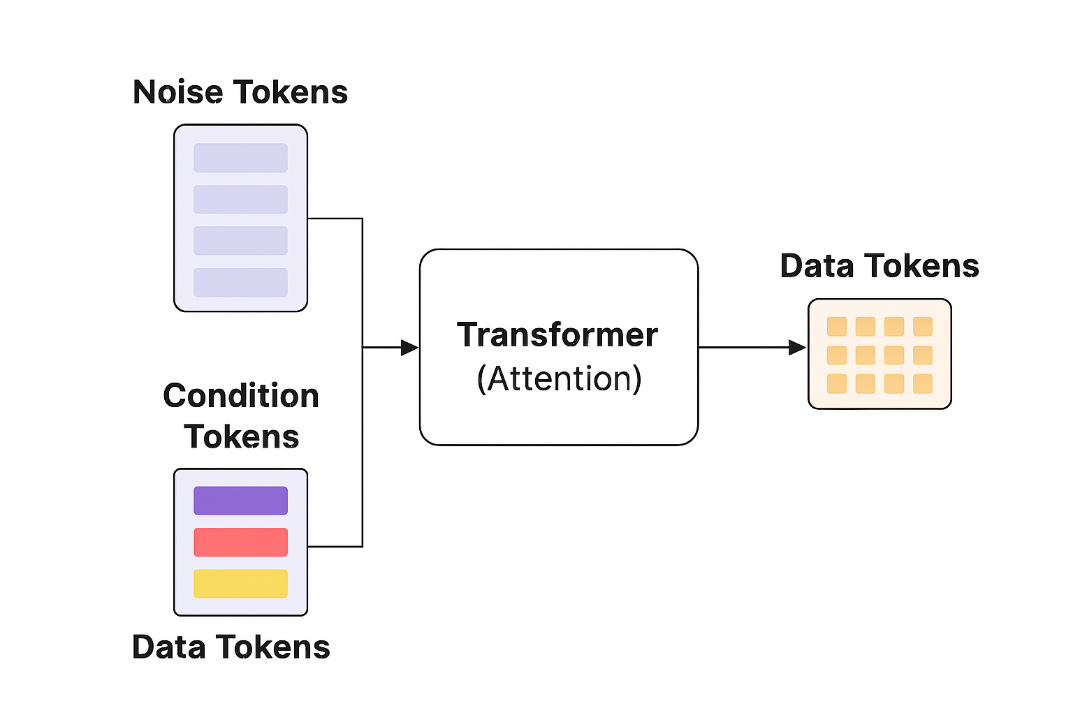 Noise Tokens
Condition
Tokens
Data Tokens
Transformer
(Attention)
Data Tokens